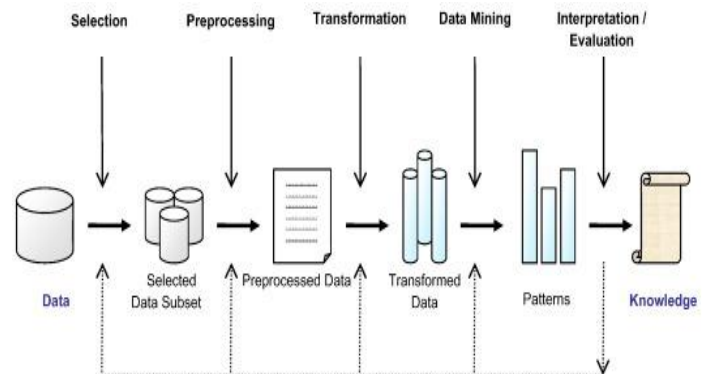 Selection
Preprocessing
Transformation
Data Mining
Interpretation /
Evaluation
Data
Selected
Data Subset
Preprocessed Data
Transformed
Data
Patterns
Knowledge